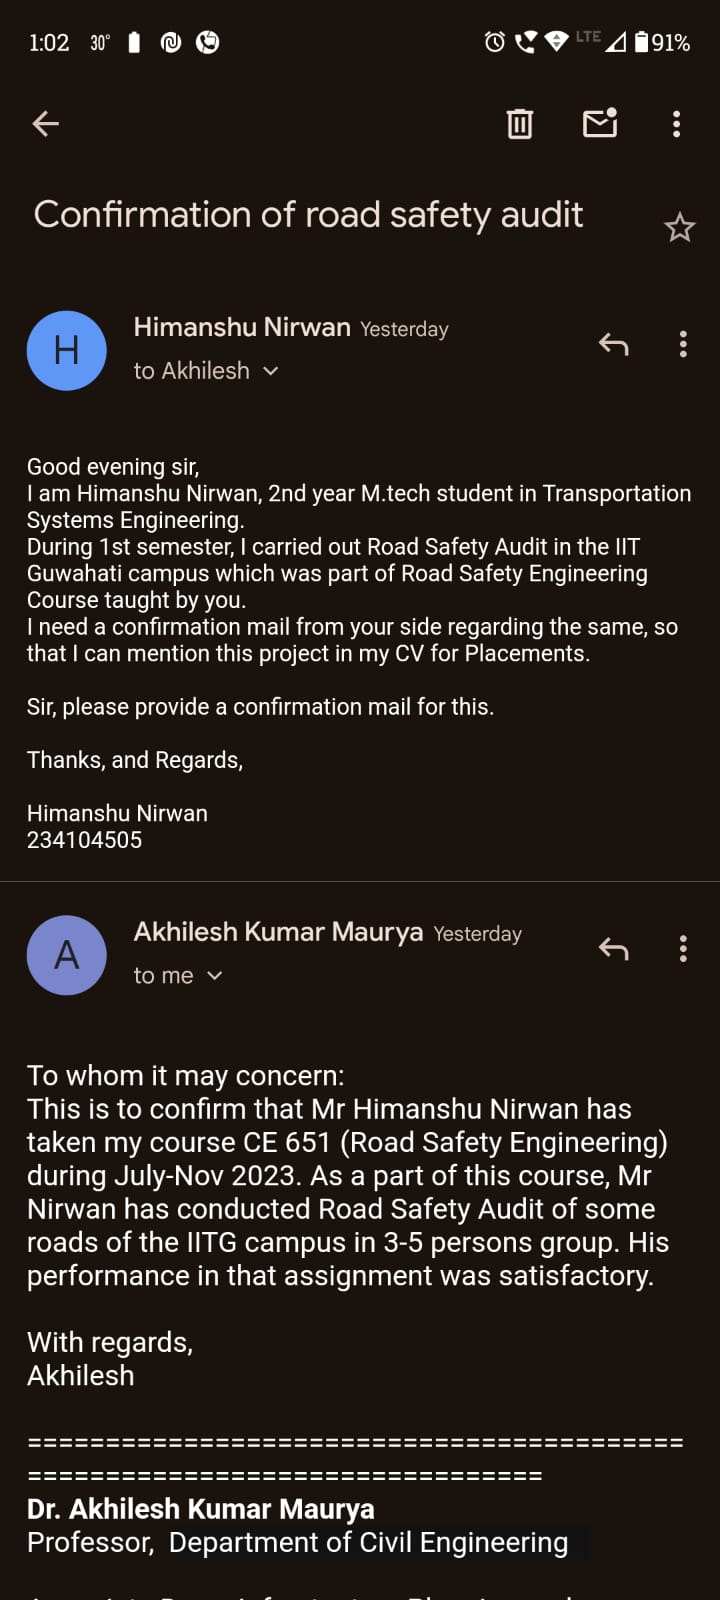 1:02 30° LTE 91%
Confirmation of road safety audit
H
Himanshu Nirwan Yesterday
to Akhilesh
Good evening sir,
I am Himanshu Nirwan, 2nd year M.tech student in Transportation
Systems Engineering.
During 1st semester, I carried out Road Safety Audit in the IIT
Guwahati campus which was part of Road Safety Engineering
Course taught by you.
I need a confirmation mail from your side regarding the same, so
that I can mention this project in my CV for Placements.
Sir, please provide a confirmation mail for this.
Thanks, and Regards,
Himanshu Nirwan
234104505
A
Akhilesh Kumar Maurya Yesterday
to me
To whom it may concern:
This is to confirm that Mr Himanshu Nirwan has
taken my course CE 651 (Road Safety Engineering)
during July-Nov 2023. As a part of this course, Mr
Nirwan has conducted Road Safety Audit of some
roads of the IITG campus in 3-5 persons group. His
performance in that assignment was satisfactory.
With regards,
Akhilesh
==========================================
=================================
Dr. Akhilesh Kumar Maurya
Professor, Department of Civil Engineering